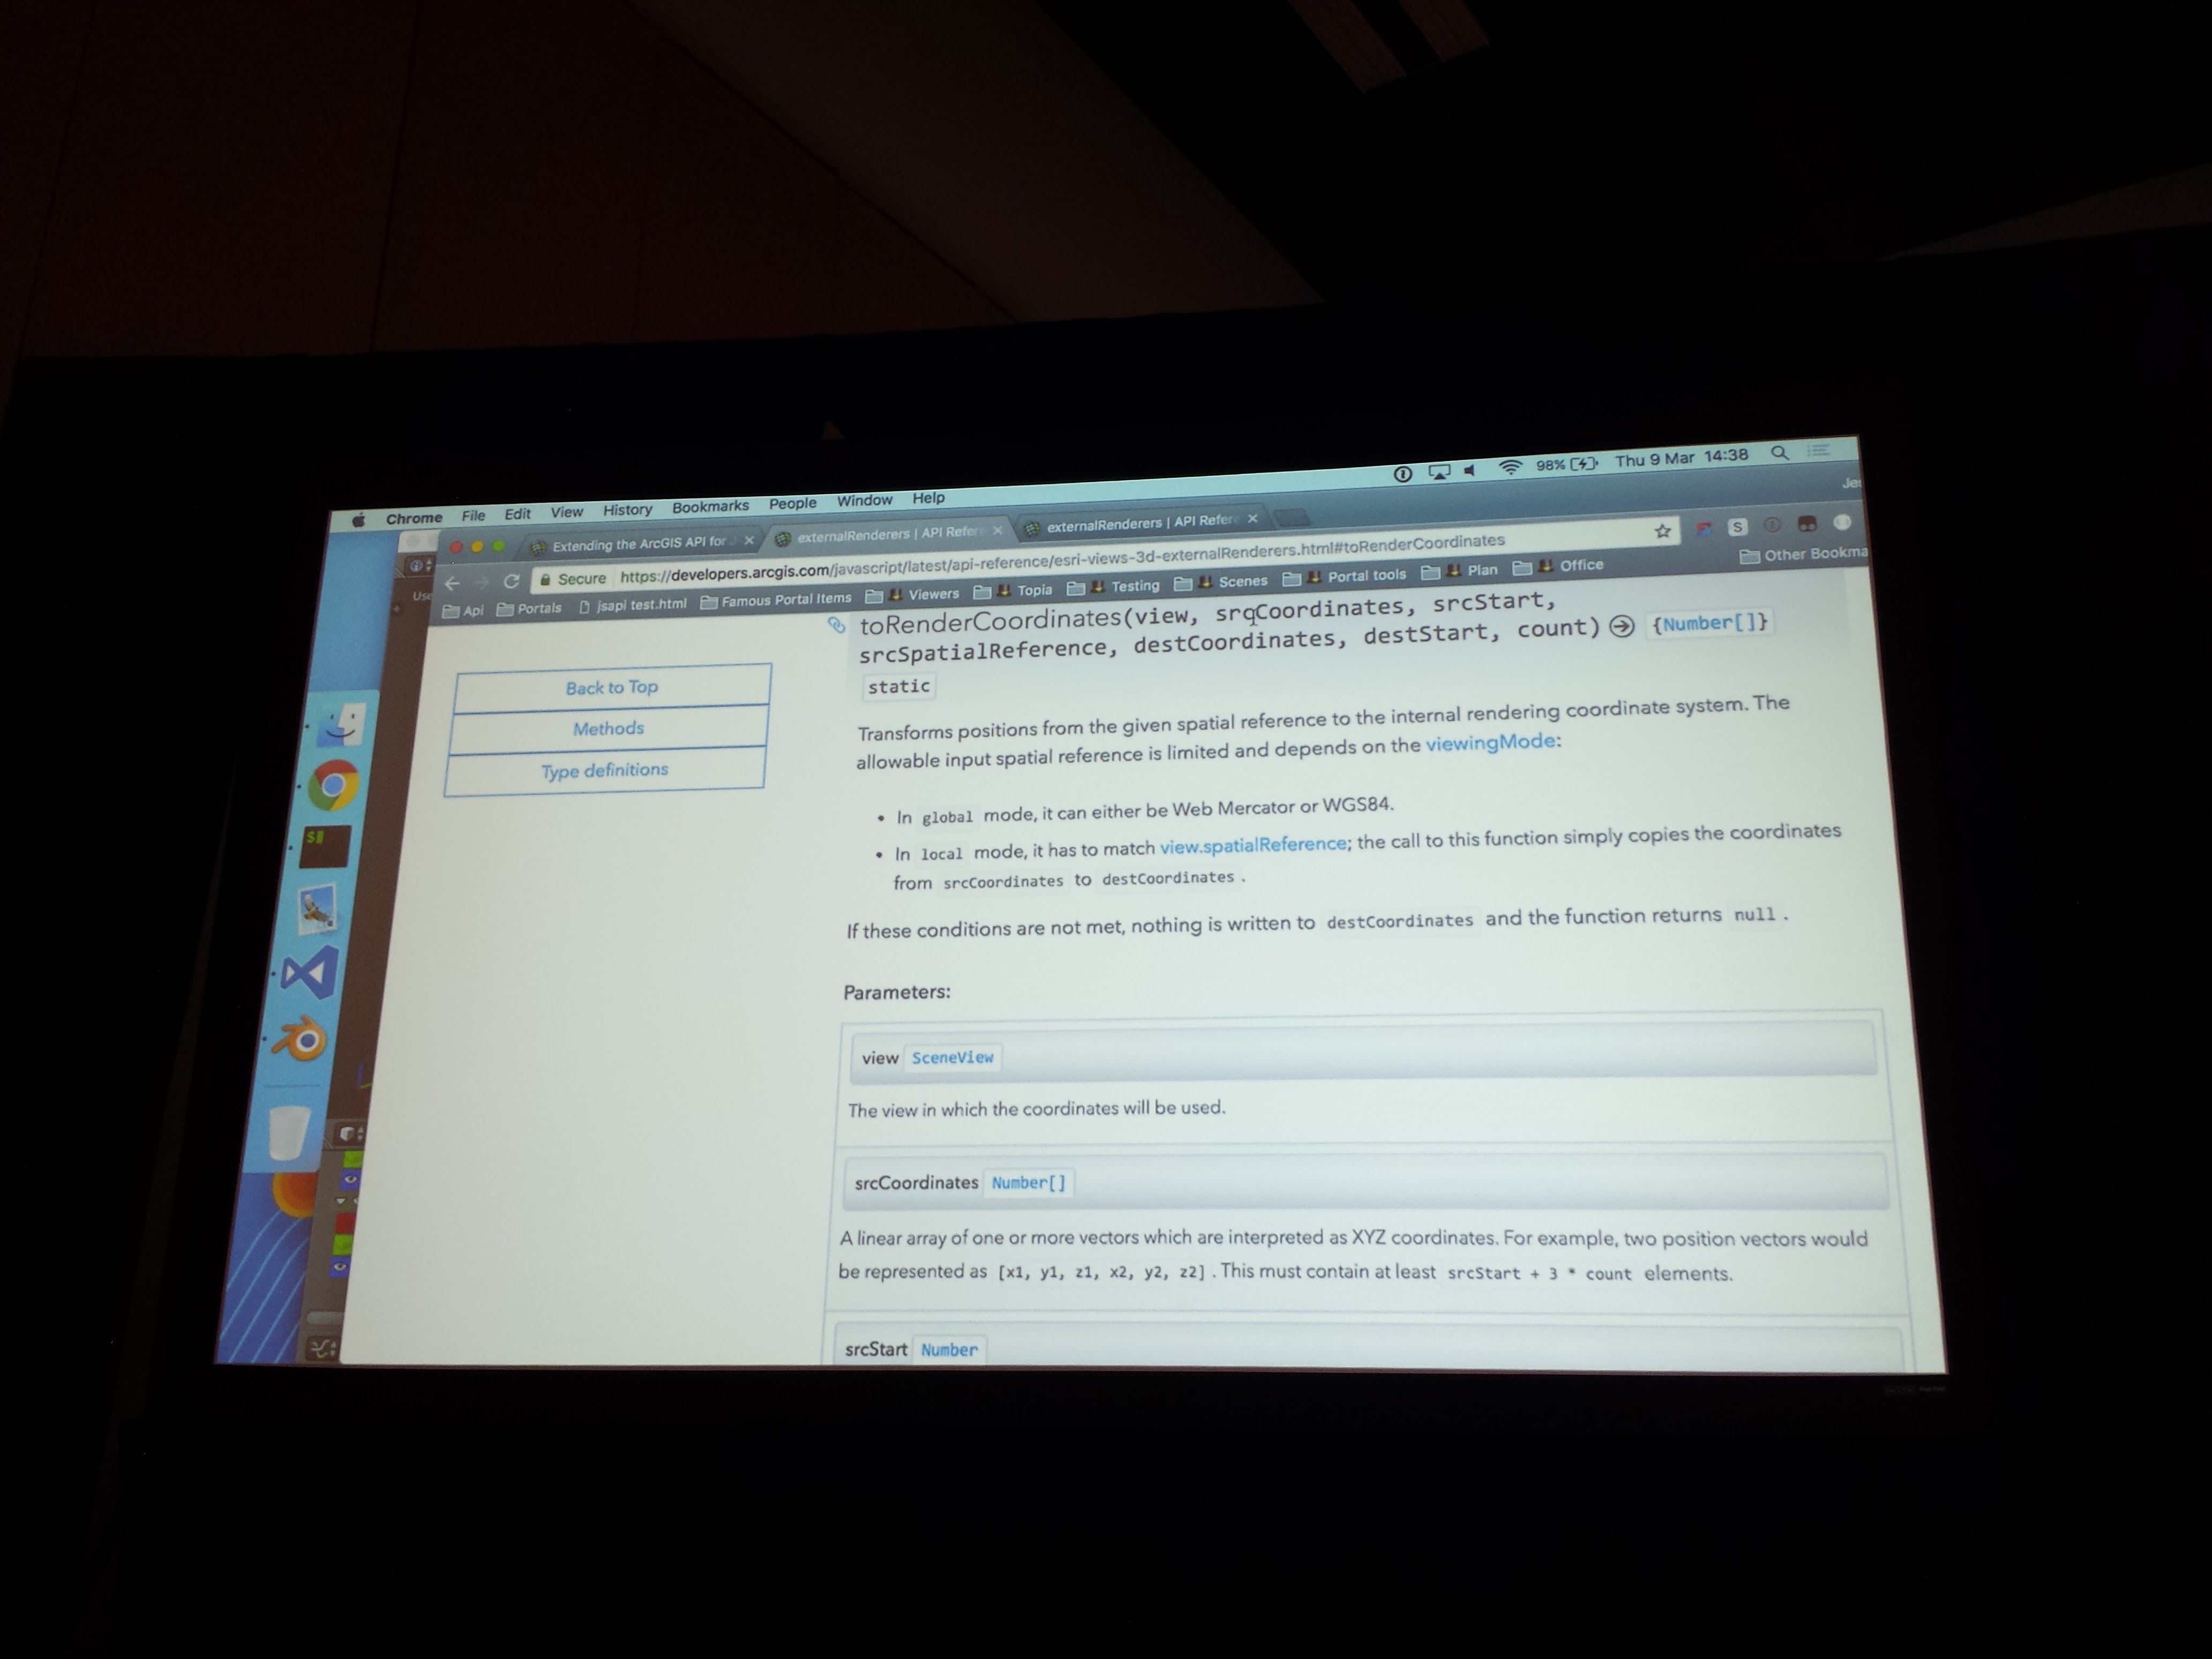 Chrome File Edit View History Bookmarks People Window Help 98% Thu 9 Mar 14:38
Extending the ArcGIS API for J externalRenderers | API Refere externalRenderers | API Refere
Secure https://developers.arcgis.com/javascript/latest/api-reference/esri-views-3d-externalRenderers.html#toRenderCoordinates
Api Portals jsapi test.html Famous Portal Items Viewers Topia Testing Scenes Portal tools Plan Office Other Bookma
toRenderCoordinates(view, srcCoordinates, srcStart,
srcSpatialReference, destCoordinates, destStart, count) {Number[]}
static
Back to Top
Methods
Type definitions
Transforms positions from the given spatial reference to the internal rendering coordinate system. The
allowable input spatial reference is limited and depends on the viewingMode:
• In global mode, it can either be Web Mercator or WGS84.
• In local mode, it has to match view.spatialReference; the call to this function simply copies the coordinates
from srcCoordinates to destCoordinates.
If these conditions are not met, nothing is written to destCoordinates and the function returns null.
Parameters:
view SceneView
The view in which the coordinates will be used.
srcCoordinates Number[]
A linear array of one or more vectors which are interpreted as XYZ coordinates. For example, two position vectors would
be represented as [x1, y1, z1, x2, y2, z2]. This must contain at least srcStart + 3 * count elements.
srcStart Number